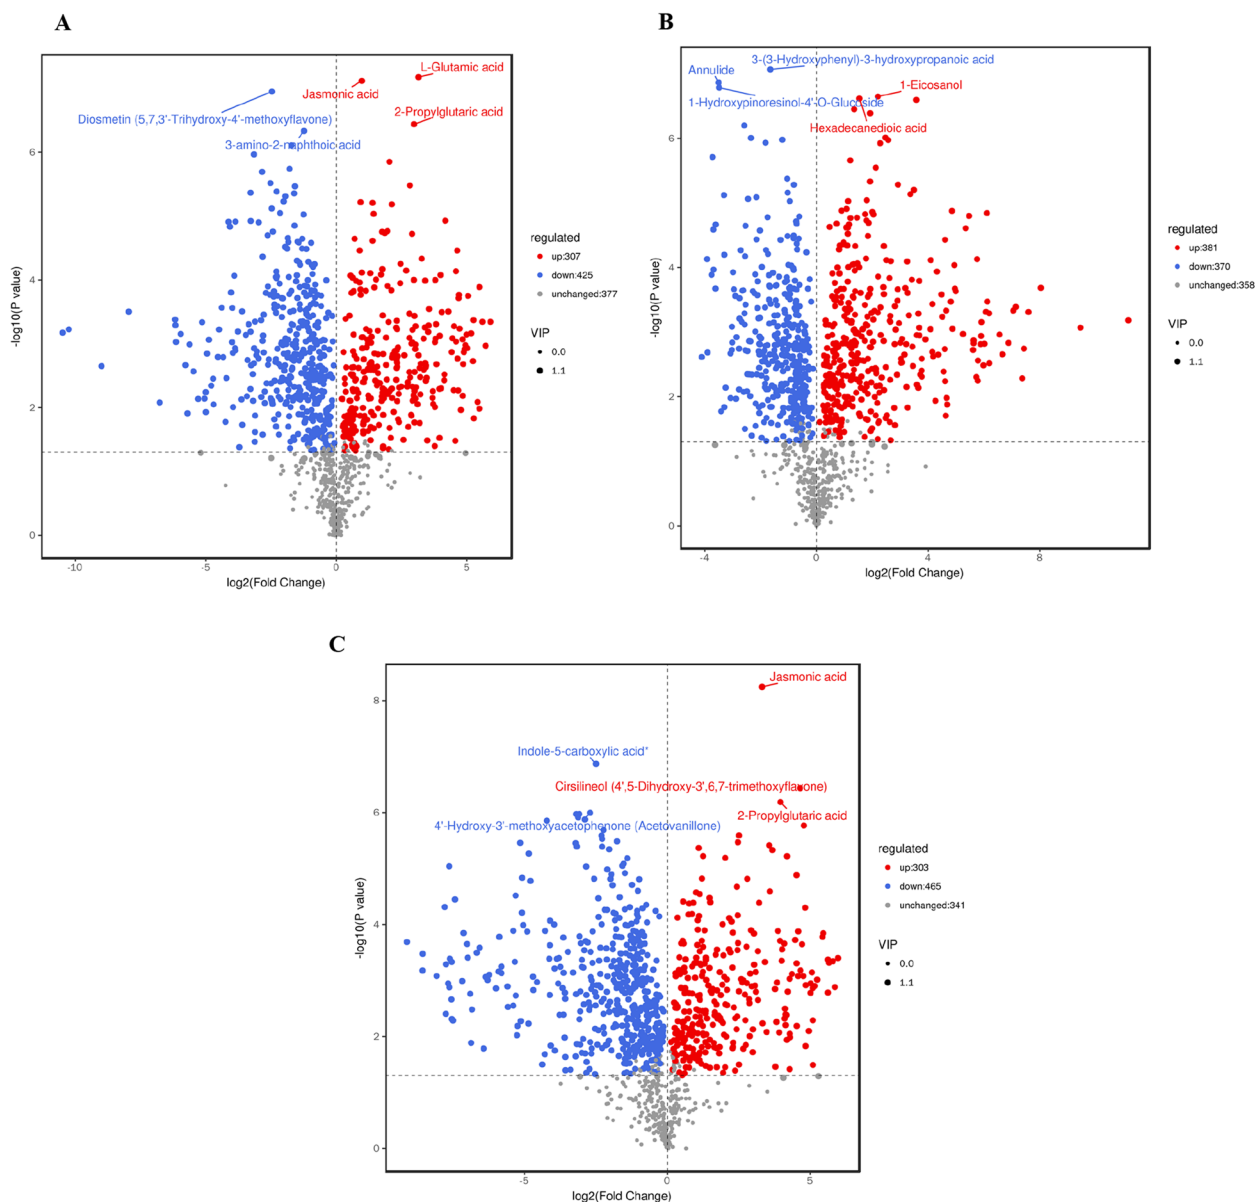 A
L-Glutamic acid
Jasmonic acid
2-Propylglutaric acid
Diosmetin (5,7,3'-Trihydroxy-4'-methoxyflavone)
3-amino-2-naphthoic acid
6
4
2
0
-log10(P value)
-10
-5
0
5
log2(Fold Change)
regulated
up:307
down:425
unchanged:377
VIP
0.0
1.1
B
3-(3-Hydroxyphenyl)-3-hydroxypropanoic acid
Annulide
1-Eicosanol
1-Hydroxypinoresinol-4'-O-Glucoside
Hexadecanedioic acid
6
4
2
0
-log10(P value)
-4
0
4
8
log2(Fold Change)
regulated
up:381
down:370
unchanged:358
VIP
0.0
1.1
C
Jasmonic acid
Indole-5-carboxylic acid*
Cirsilineol (4',5-Dihydroxy-3',6,7-trimethoxyflavone)
2-Propylglutaric acid
4'-Hydroxy-3'-methoxyacetophenone (Acetovanillone)
8
6
4
2
0
-log10(P value)
-5
0
5
log2(Fold Change)
regulated
up:303
down:465
unchanged:341
VIP
0.0
1.1